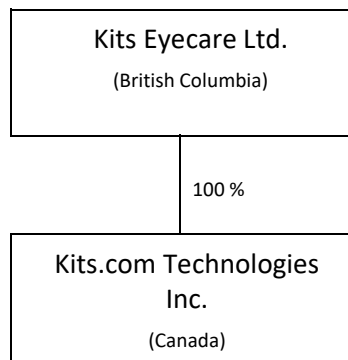 Kits Eyecare Ltd.
(British Columbia)
100 %
Kits.com Technologies
Inc.
(Canada)